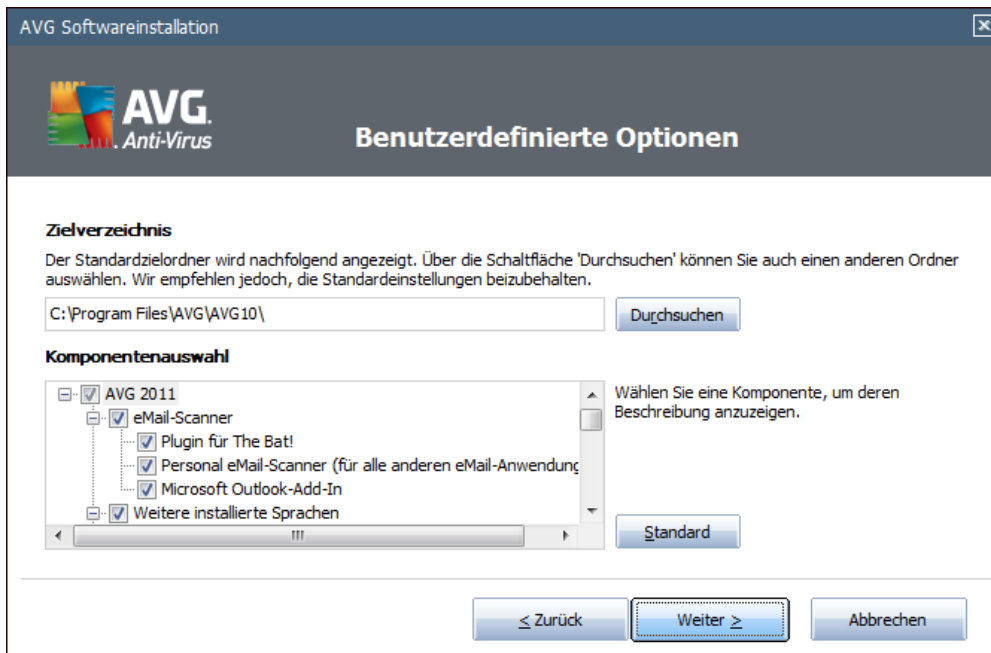 AVG Softwareinstallation
AVG.
Anti-Virus
Benutzerdefinierte Optionen
Zielverzeichnis
Der Standardzielordner wird nachfolgend angezeigt. Über die Schaltfläche 'Durchsuchen' können Sie auch einen anderen Ordner
auswählen. Wir empfehlen jedoch, die Standardeinstellungen beizubehalten.
C:\Program Files\AVG\AVG10\
Durchsuchen
Komponentenauswahl
AVG 2011
eMail-Scanner
Plugin für The Bat!
Personal eMail-Scanner (für alle anderen eMail-Anwendung
Microsoft Outlook-Add-In
Weitere installierte Sprachen
Wählen Sie eine Komponente, um deren
Beschreibung anzuzeigen.
Standard
< Zurück
Weiter >
Abbrechen